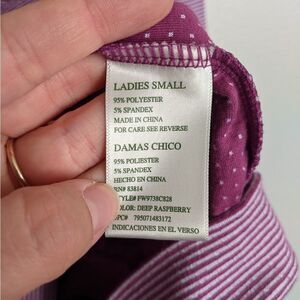 LADIES SMALL
95% POLYESTER
5% SPANDEX
MADE IN CHINA
FOR CARE SEE REVERSE
DAMAS CHICO
95% POLIESTER
5% SPANDEX
HECHO EN CHINA
RN# 83814
STYLE# FW9738C828
COLOR: DEEP RASPBERRY
UPC# 795071483172
INDICACIONES EN EL VERSO